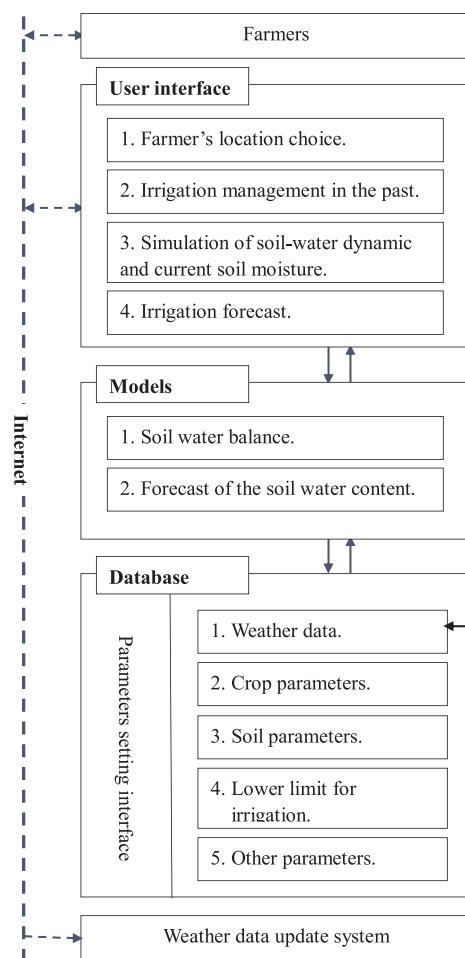 Farmers
User interface
1. Farmer's location choice.
2. Irrigation management in the past.
3. Simulation of soil-water dynamic
and current soil moisture.
4. Irrigation forecast.
Models
1. Soil water balance.
2. Forecast of the soil water content.
Internet
Database
Parameters setting interface
1. Weather data.
2. Crop parameters.
3. Soil parameters.
4. Lower limit for
irrigation.
5. Other parameters.
Weather data update system